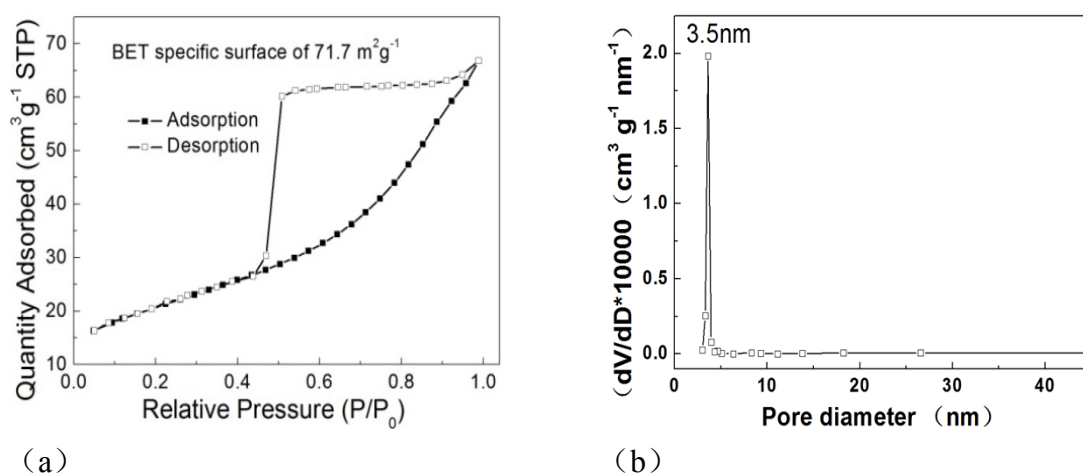 BET specific surface of 71.7 m²g⁻¹
Adsorption
Desorption
Quantity Adsorbed (cm³g⁻¹ STP)
70
60
50
40
30
20
10
0.0 0.2 0.4 0.6 0.8 1.0
Relative Pressure (P/P₀)
（a）
3.5nm
（dV/dD*10000（cm³ g⁻¹ nm⁻¹）
2.0
1.5
1.0
0.5
0.0
0 10 20 30 40
Pore diameter （nm）
（b）